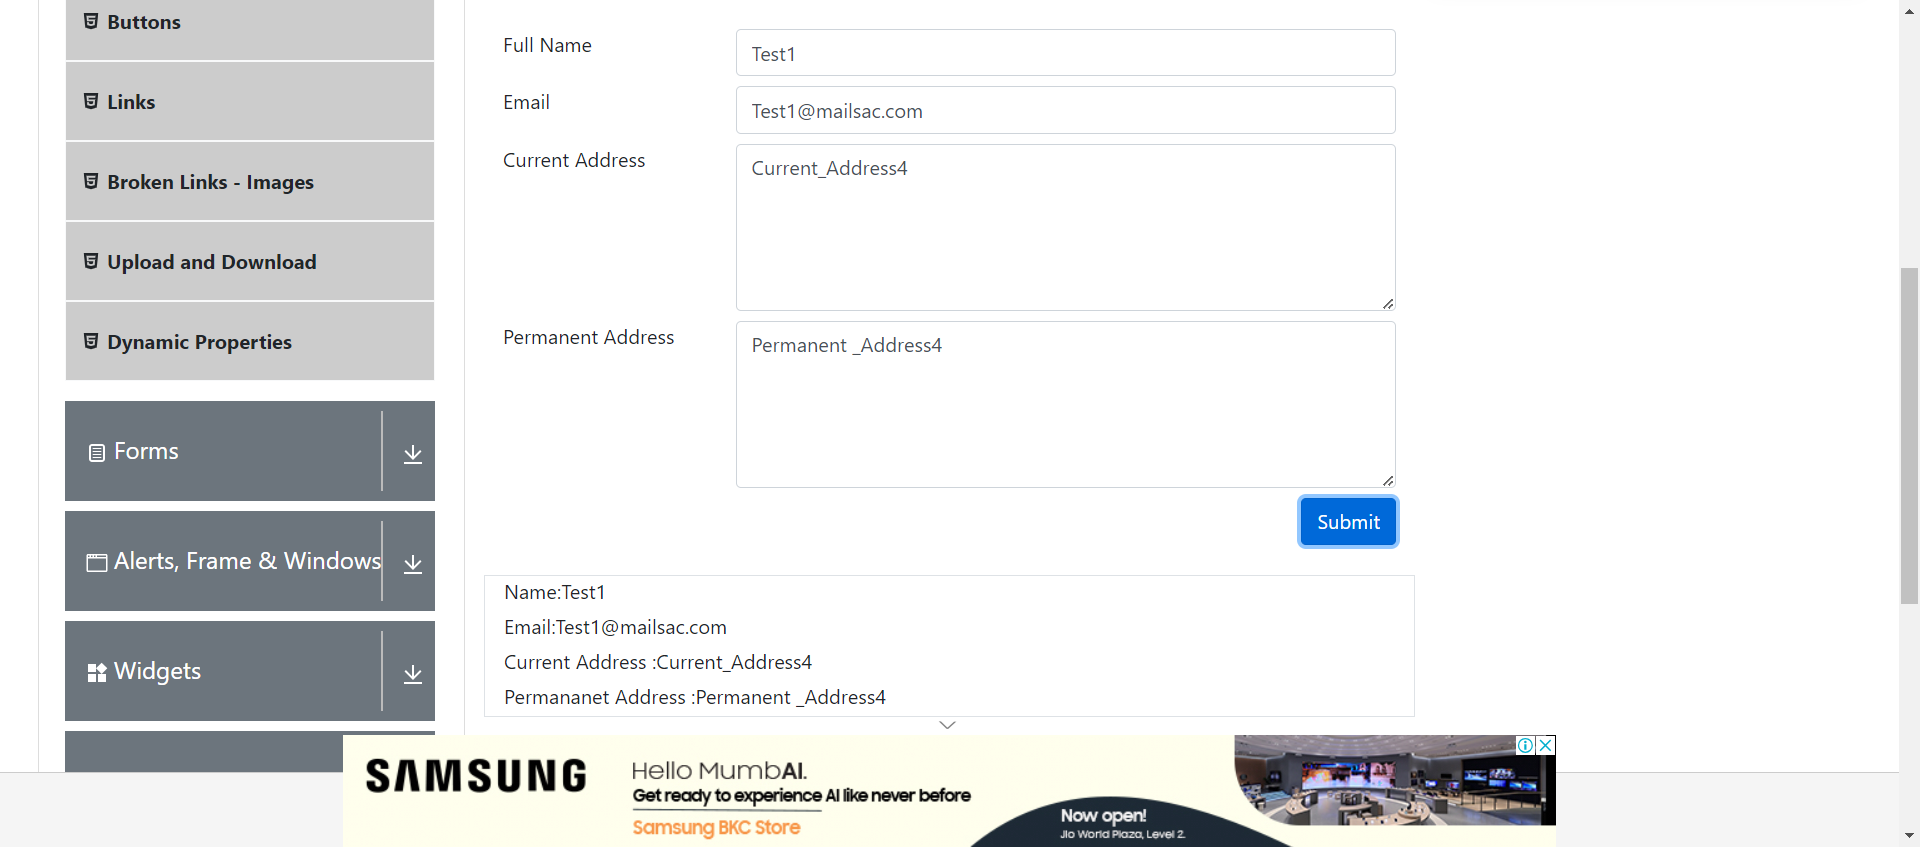 Buttons
Links
Broken Links - Images
Upload and Download
Dynamic Properties
Forms
Alerts, Frame & Windows
Widgets
Full Name
Test1
Email
Test1@mailsac.com
Current Address
Current_Address4
Permanent Address
Permanent _Address4
Submit
Name:Test1
Email:Test1@mailsac.com
Current Address :Current_Address4
Permananet Address :Permanent _Address4
SAMSUNG
Hello MumbAI.
Get ready to experience AI like never before
Samsung BKC Store
Now open!
Jio World Plaza, Level 2.